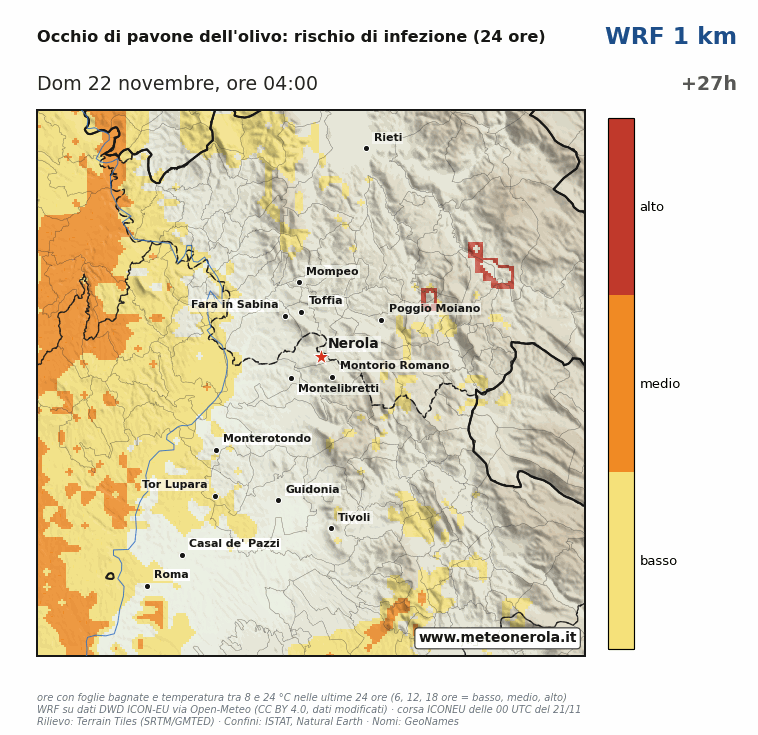 Occhio di pavone dell'olivo: rischio di infezione (24 ore)
WRF 1 km
Dom 22 novembre, ore 04:00
+27h
Rieti
alto
Mompeo
Toffia
Fara in Sabina
Poggio Moiano
Nerola
Montorio Romano
Montelibretti
medio
Monterotondo
Tor Lupara
Guidonia
Tivoli
Casal de' Pazzi
basso
Roma
www.meteonerola.it
ore con foglie bagnate e temperatura tra 8 e 24 °C nelle ultime 24 ore (6, 12, 18 ore = basso, medio, alto)
WRF su dati DWD ICON-EU via Open-Meteo (CC BY 4.0, dati modificati) · corsa ICONEU delle 00 UTC del 21/11
Rilievo: Terrain Tiles (SRTM/GMTED) · Confini: ISTAT, Natural Earth · Nomi: GeoNames